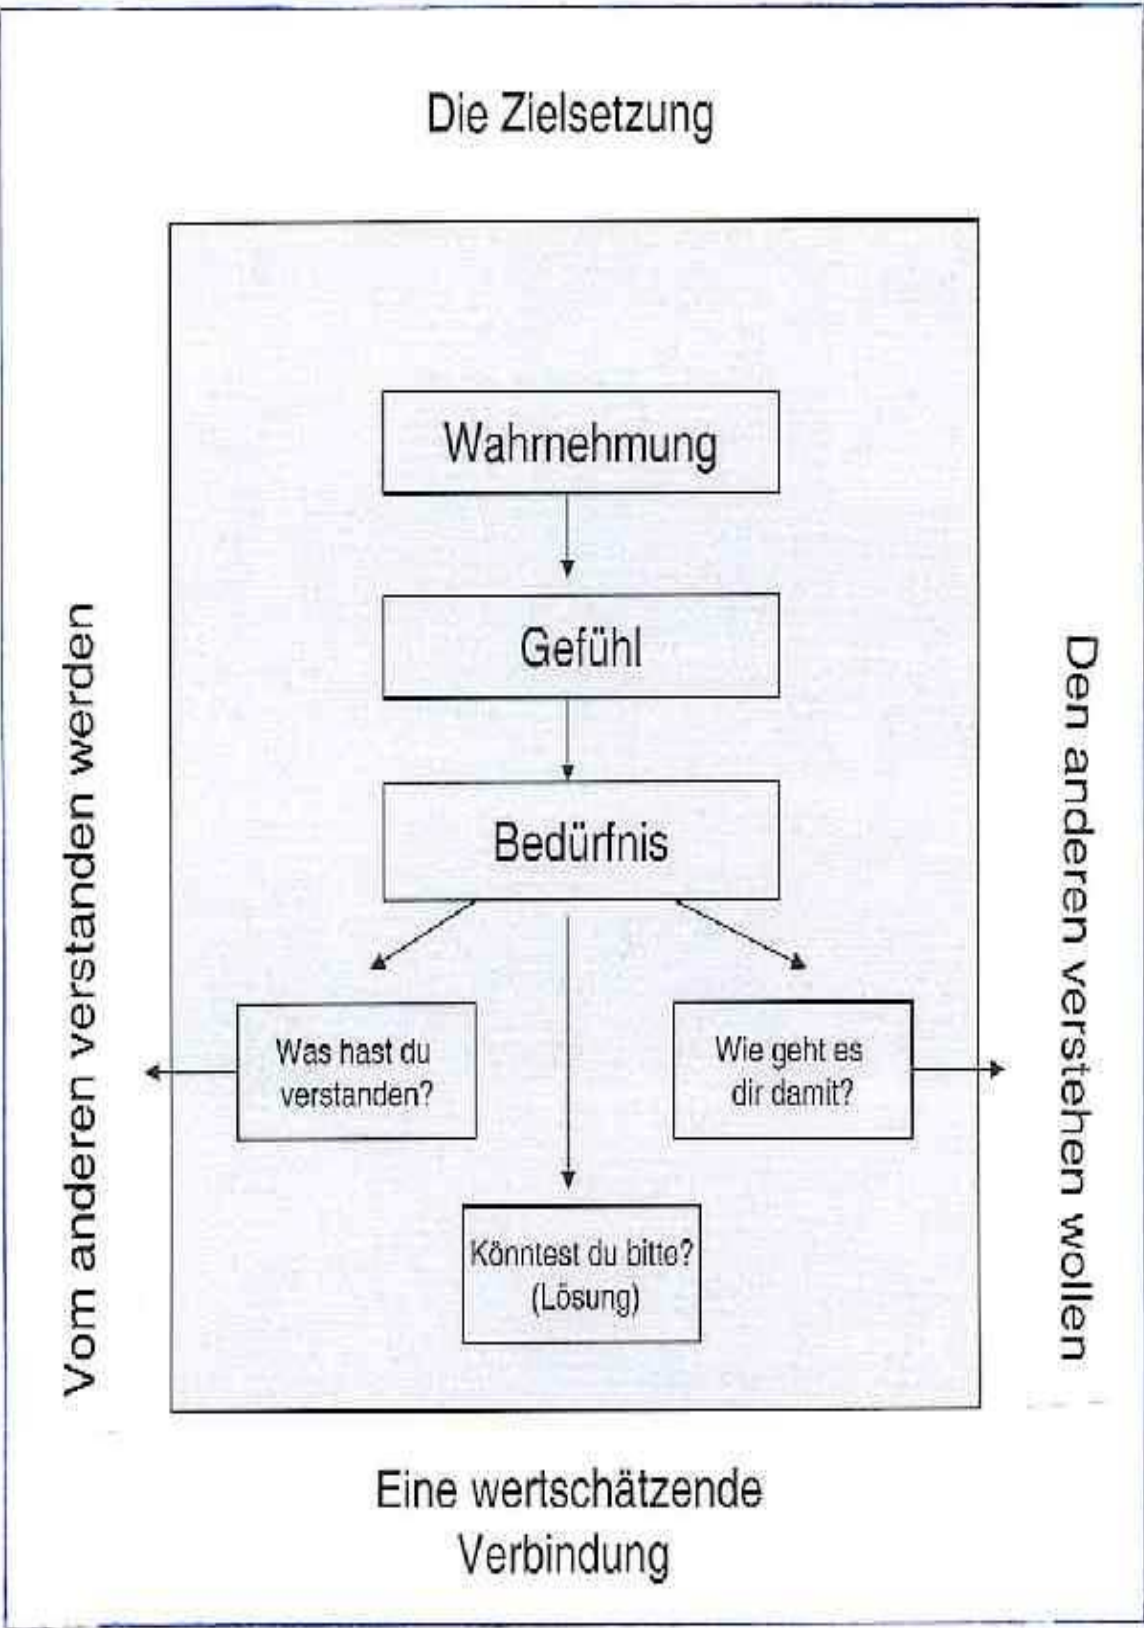 Die Zielsetzung
Wahrnehmung
Gefühl
Bedürfnis
Was hast du
verstanden?
Wie geht es
dir damit?
Könntest du bitte?
(Lösung)
Vom anderen verstanden werden
Den anderen verstehen wollen
Eine wertschätzende
Verbindung